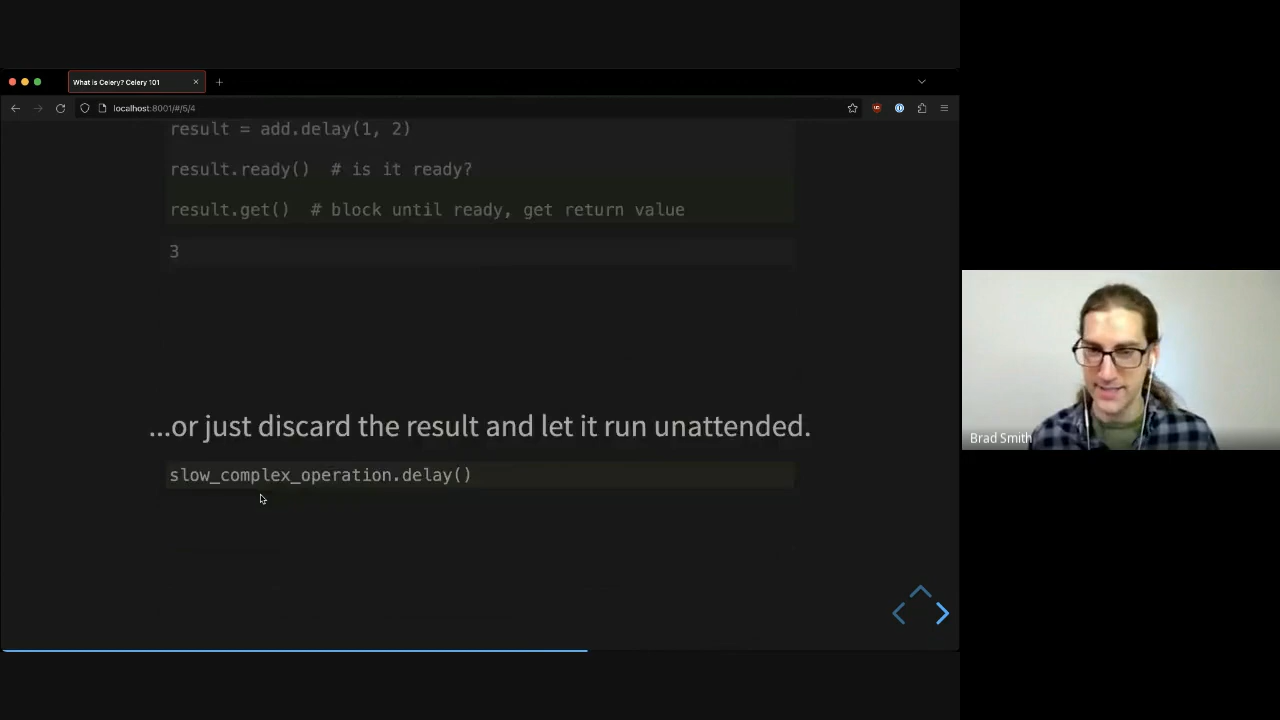 What is Celery? Celery 101
localhost:8001/#/5/4
result = add.delay(1, 2)
result.ready()  # is it ready?
result.get()  # block until ready, get return value
3
...or just discard the result and let it run unattended.
slow_complex_operation.delay()
Brad Smith